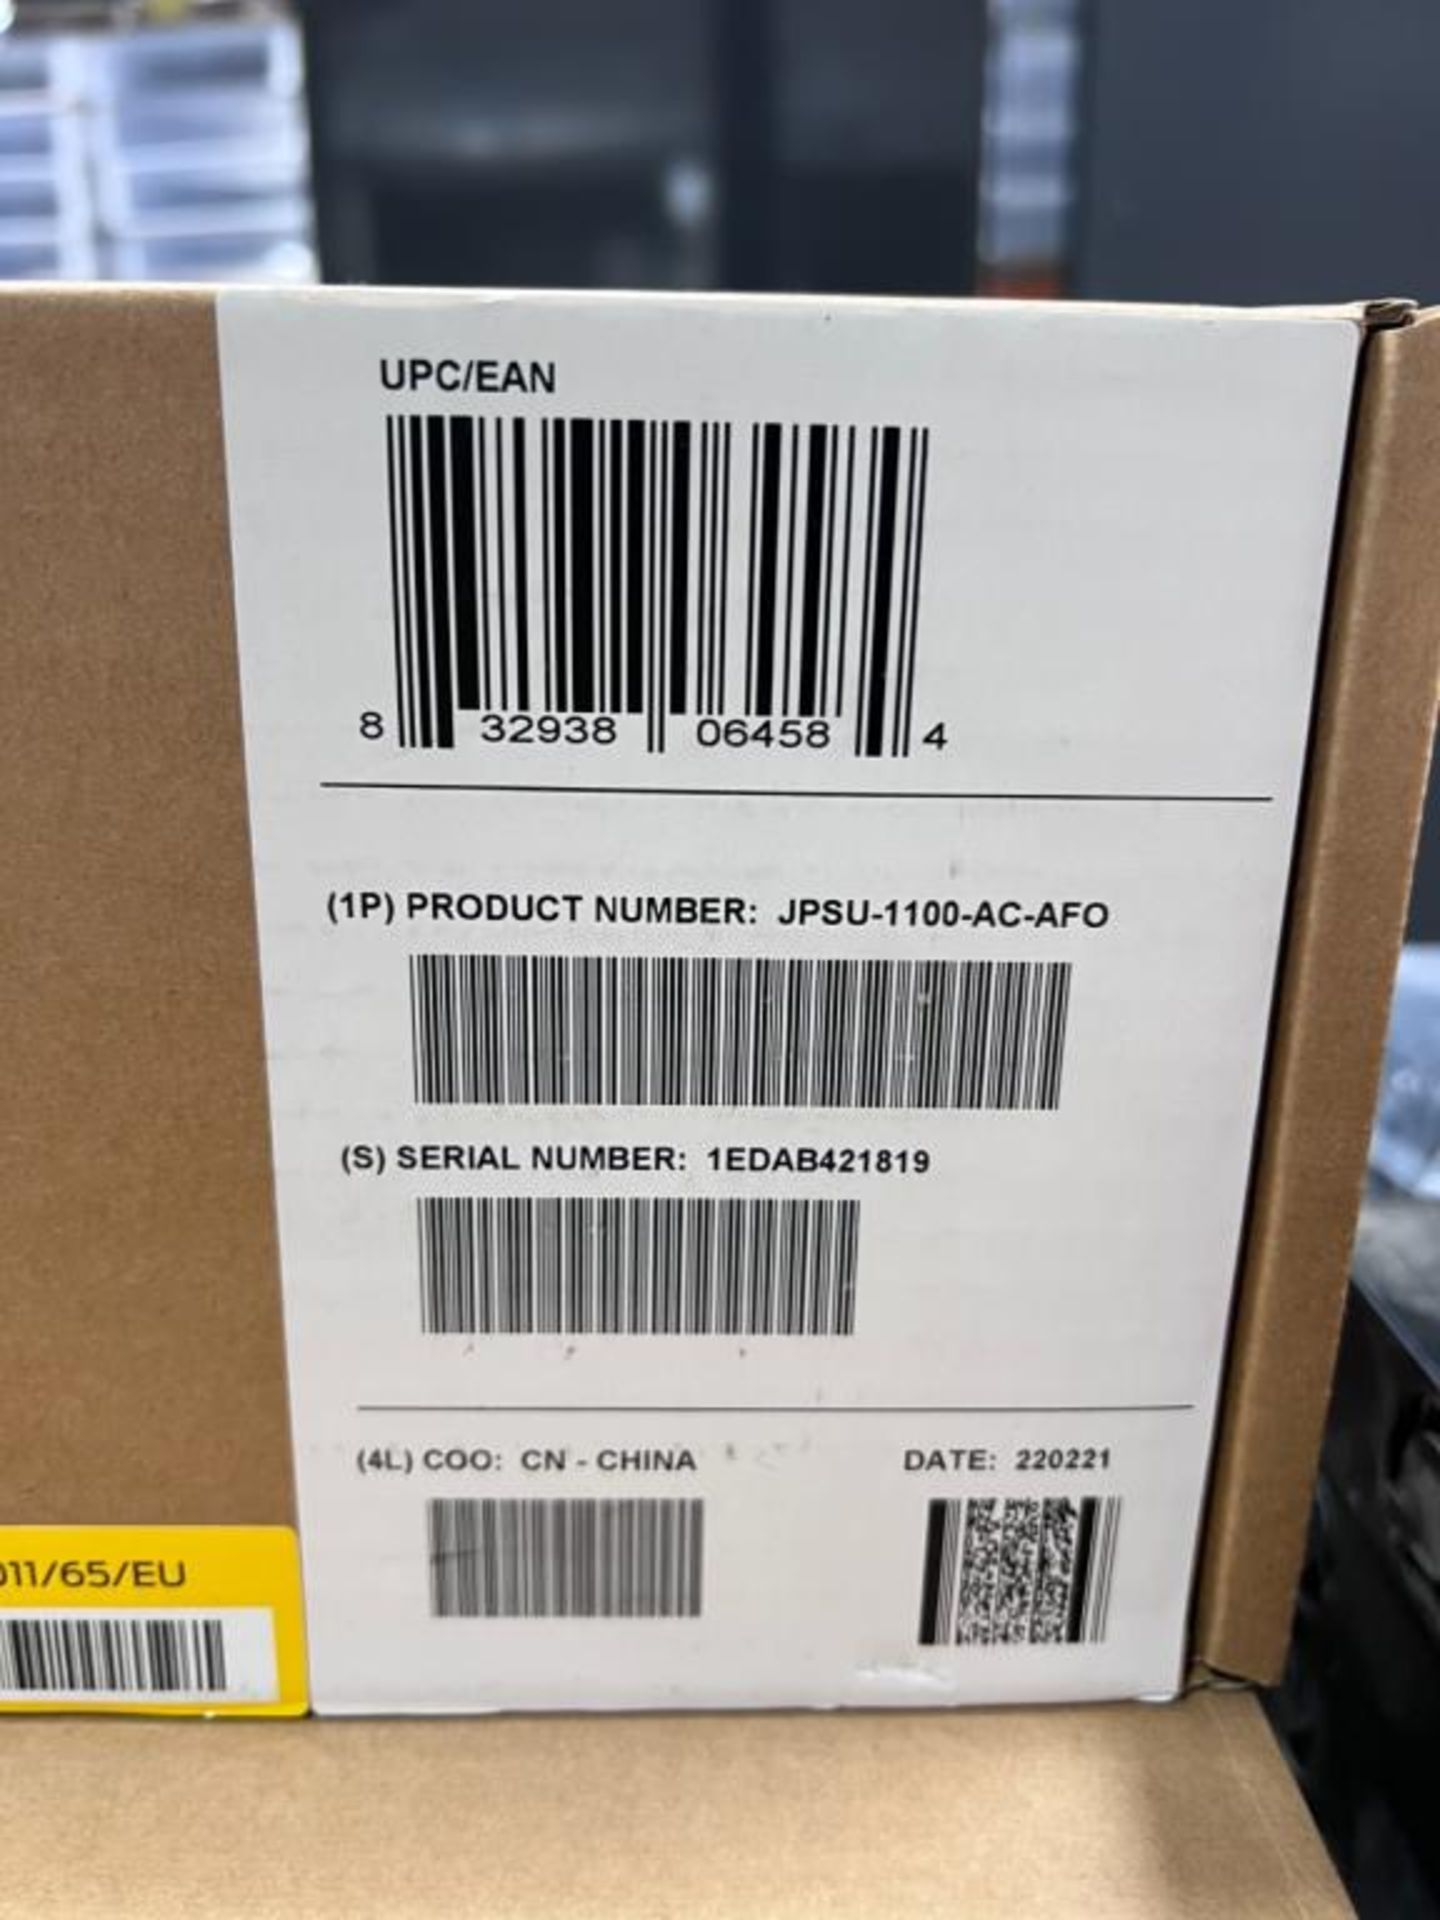 UPC/EAN
8 32938 06458 4
(1P) PRODUCT NUMBER: JPSU-1100-AC-AFO
(S) SERIAL NUMBER: 1EDAB421819
(4L) COO: CN - CHINA
DATE: 220221
011/65/EU